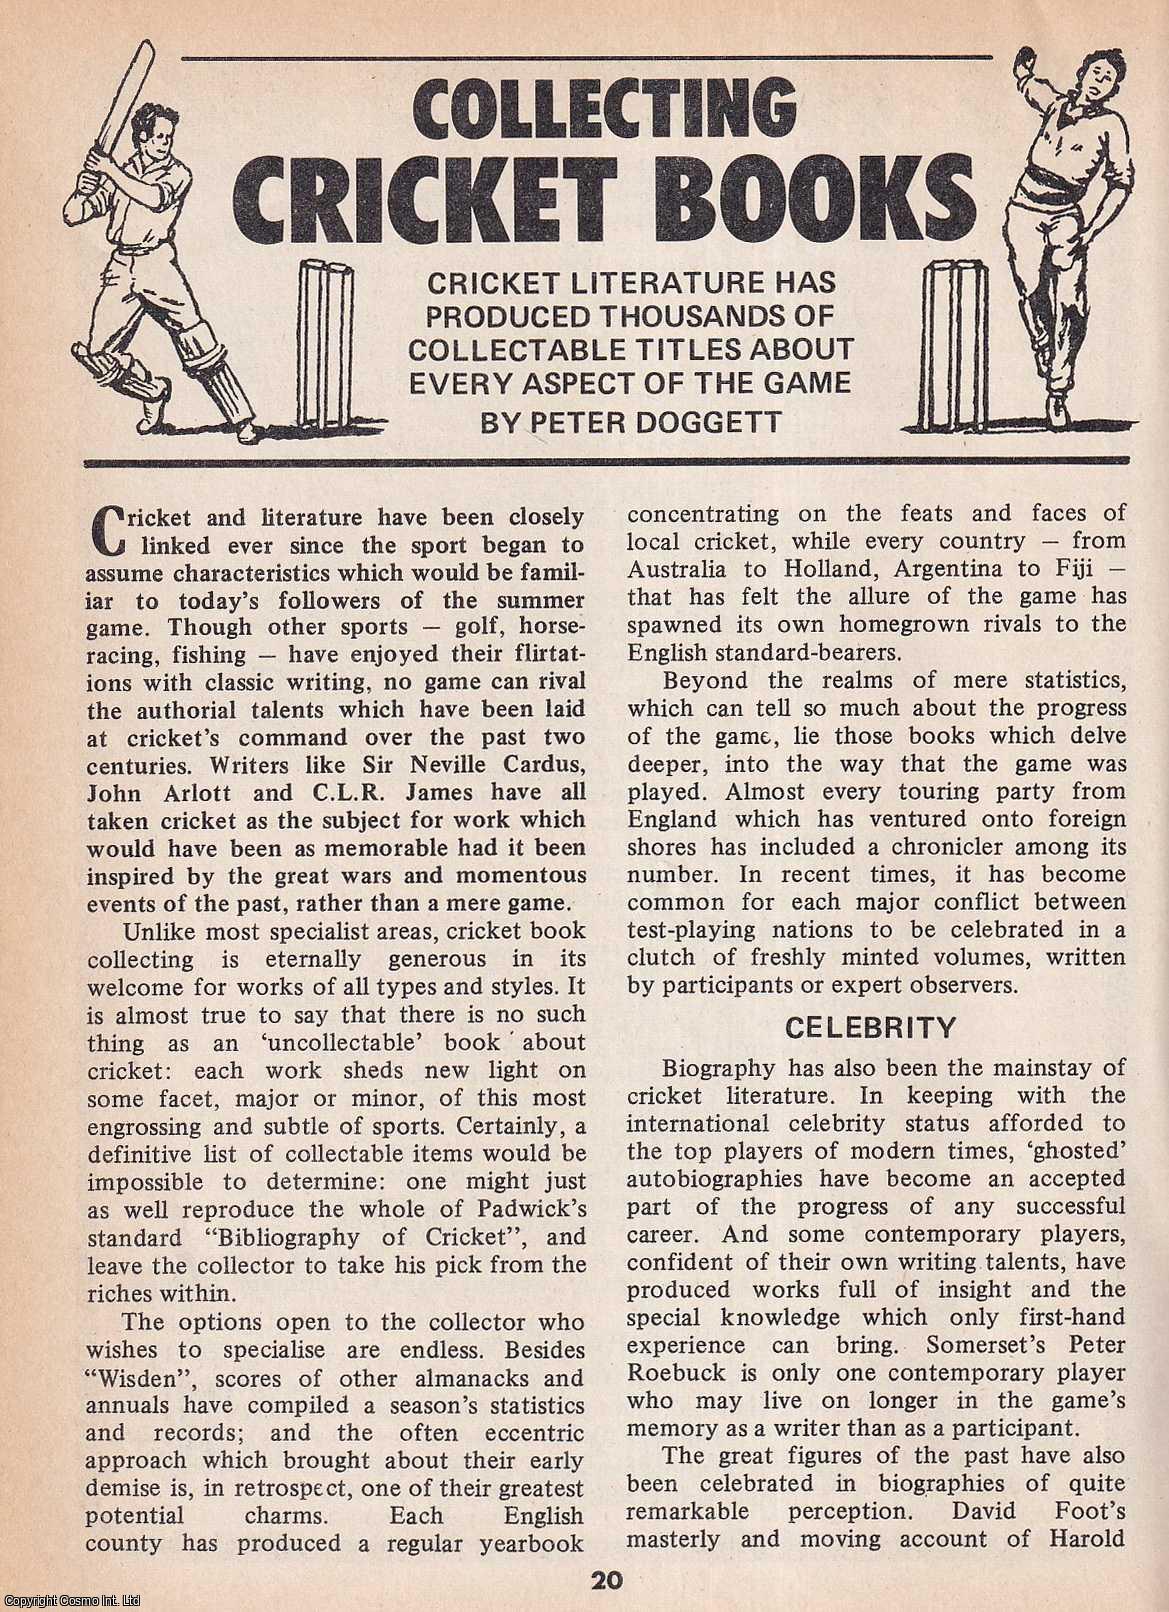 COLLECTING
CRICKET BOOKS
CRICKET LITERATURE HAS
PRODUCED THOUSANDS OF
COLLECTABLE TITLES ABOUT
EVERY ASPECT OF THE GAME
BY PETER DOGGETT
Cricket and literature have been closely
linked ever since the sport began to
assume characteristics which would be famil-
iar to today's followers of the summer
game. Though other sports — golf, horse-
racing, fishing — have enjoyed their flirtat-
ions with classic writing, no game can rival
the authorial talents which have been laid
at cricket's command over the past two
centuries. Writers like Sir Neville Cardus,
John Arlott and C.L.R. James have all
taken cricket as the subject for work which
would have been as memorable had it been
inspired by the great wars and momentous
events of the past, rather than a mere game.
Unlike most specialist areas, cricket book
collecting is eternally generous in its
welcome for works of all types and styles. It
is almost true to say that there is no such
thing as an 'uncollectable' book about
cricket: each work sheds new light on
some facet, major or minor, of this most
engrossing and subtle of sports. Certainly, a
definitive list of collectable items would be
impossible to determine: one might just
as well reproduce the whole of Padwick's
standard "Bibliography of Cricket", and
leave the collector to take his pick from the
riches within.
The options open to the collector who
wishes to specialise are endless. Besides
"Wisden", scores of other almanacks and
annuals have compiled a season's statistics
and records; and the often eccentric
approach which brought about their early
demise is, in retrospect, one of their greatest
potential charms. Each English
county has produced a regular yearbook
concentrating on the feats and faces of
local cricket, while every country — from
Australia to Holland, Argentina to Fiji —
that has felt the allure of the game has
spawned its own homegrown rivals to the
English standard-bearers.
Beyond the realms of mere statistics,
which can tell so much about the progress
of the game, lie those books which delve
deeper, into the way that the game was
played. Almost every touring party from
England which has ventured onto foreign
shores has included a chronicler among its
number. In recent times, it has become
common for each major conflict between
test-playing nations to be celebrated in a
clutch of freshly minted volumes, written
by participants or expert observers.
CELEBRITY
Biography has also been the mainstay of
cricket literature. In keeping with the
international celebrity status afforded to
the top players of modern times, 'ghosted'
autobiographies have become an accepted
part of the progress of any successful
career. And some contemporary players,
confident of their own writing talents, have
produced works full of insight and the
special knowledge which only first-hand
experience can bring. Somerset's Peter
Roebuck is only one contemporary player
who may live on longer in the game's
memory as a writer than as a participant.
The great figures of the past have also
been celebrated in biographies of quite
remarkable perception. David Foot's
masterly and moving account of Harold
20
Copyright Cosmo Int. Ltd